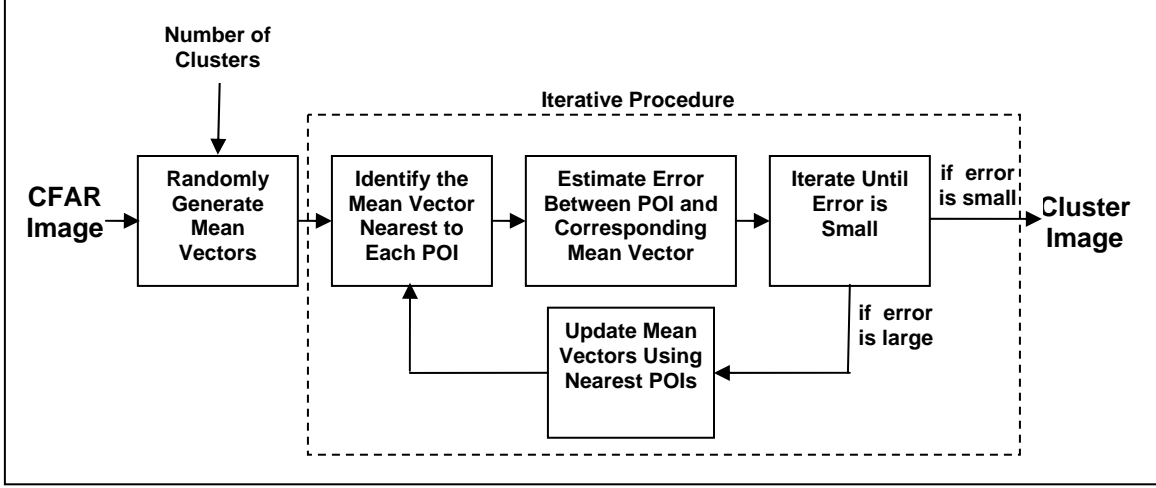 Number of
Clusters
Iterative Procedure
CFAR
Image
Randomly
Generate
Mean
Vectors
Identify the
Mean Vector
Nearest to
Each POI
Estimate Error
Between POI and
Corresponding
Mean Vector
Iterate Until
Error is
Small
if error
is small
Cluster
Image
if error
is large
Update Mean
Vectors Using
Nearest POIs